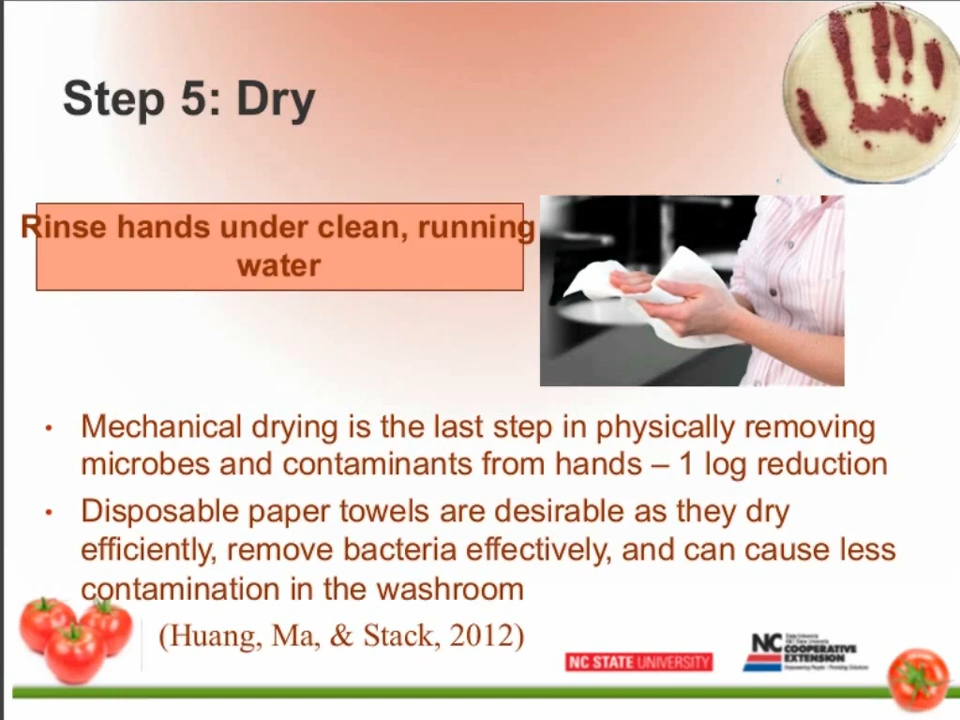 Step 5: Dry
Rinse hands under clean, running
water
• Mechanical drying is the last step in physically removing
microbes and contaminants from hands – 1 log reduction
• Disposable paper towels are desirable as they dry
efficiently, remove bacteria effectively, and can cause less
contamination in the washroom
(Huang, Ma, & Stack, 2012)
NC STATE UNIVERSITY
NC COOPERATIVE
EXTENSION